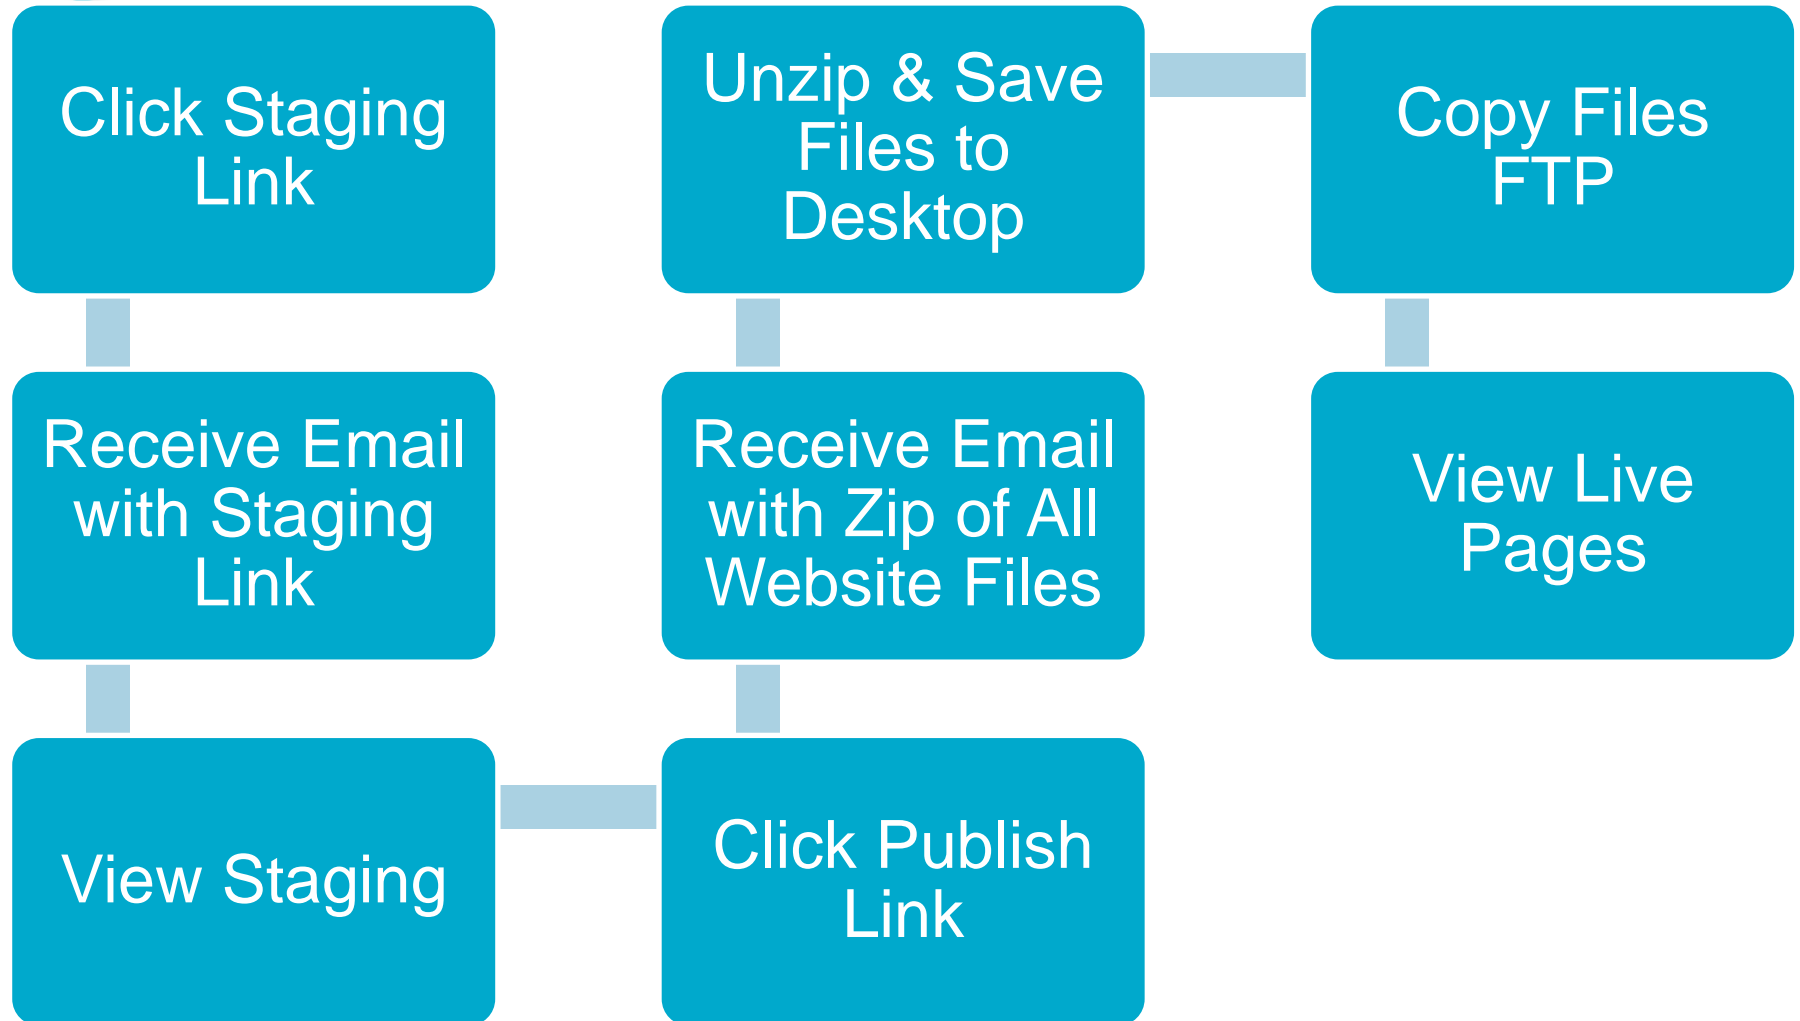 Click Staging
Link
Receive Email
with Staging
Link
View Staging
Click Publish
Link
Receive Email
with Zip of All
Website Files
Unzip & Save
Files to
Desktop
Copy Files
FTP
View Live
Pages